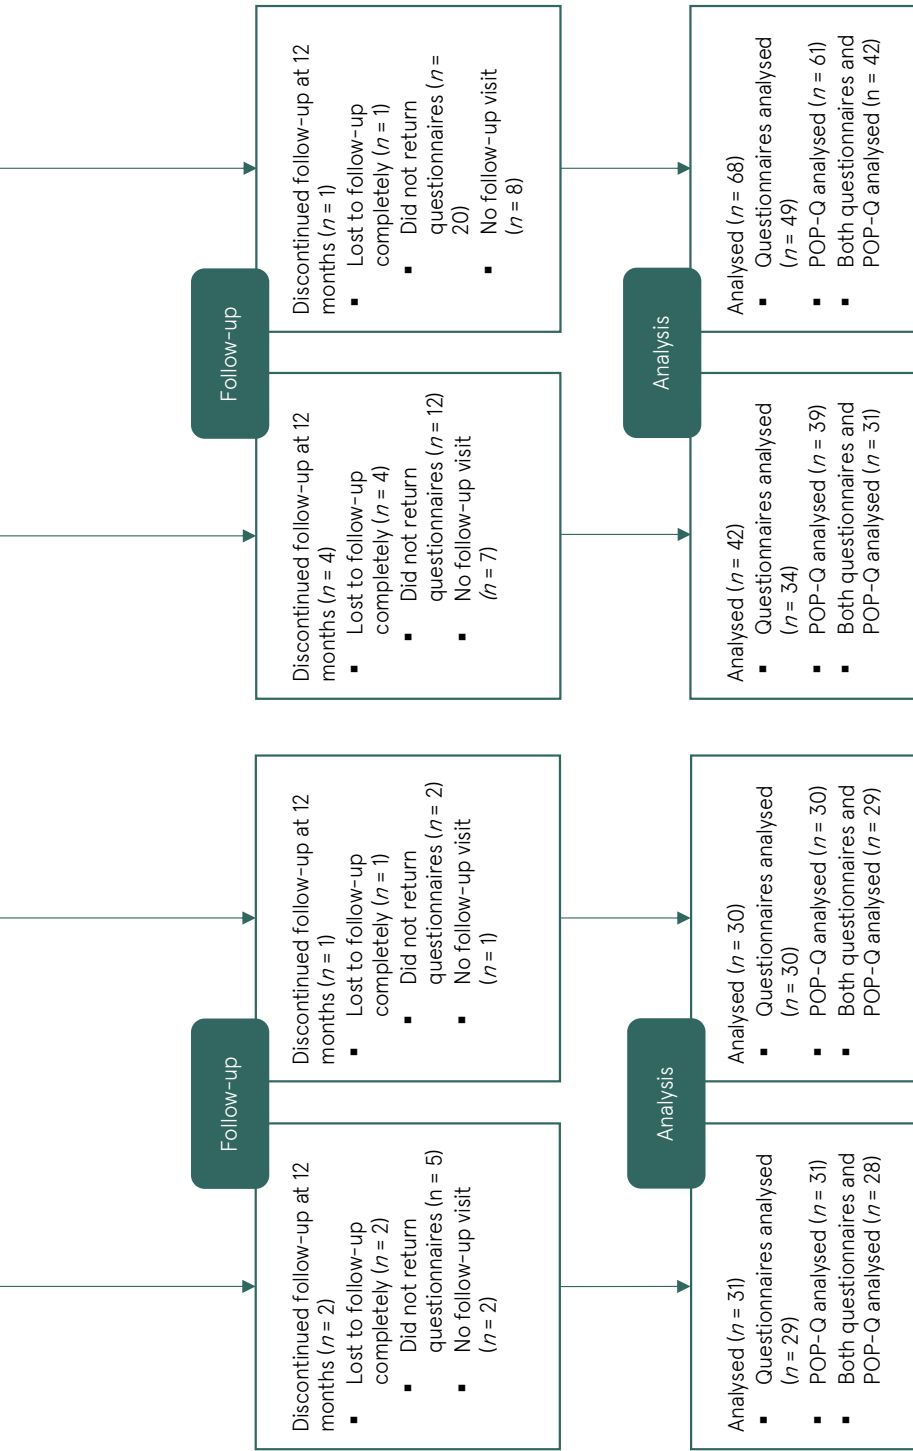 Follow-up
Discontinued follow-up at 12
months (n = 2)
▪ Lost to follow-up
completely (n = 2)
▪ Did not return
questionnaires (n = 5)
▪ No follow-up visit
(n = 2)
Discontinued follow-up at 12
months (n = 1)
▪ Lost to follow-up
completely (n = 1)
▪ Did not return
questionnaires (n = 2)
▪ No follow-up visit
(n = 1)
Follow-up
Discontinued follow-up at 12
months (n = 4)
▪ Lost to follow-up
completely (n = 4)
▪ Did not return
questionnaires (n = 12)
▪ No follow-up visit
(n = 7)
Discontinued follow-up at 12
months (n = 1)
▪ Lost to follow-up
completely (n = 1)
▪ Did not return
questionnaires (n =
20)
▪ No follow-up visit
(n = 8)
Analysis
Analysed (n = 31)
▪ Questionnaires analysed
(n = 29)
▪ POP-Q analysed (n = 31)
▪ Both questionnaires and
POP-Q analysed (n = 28)
Analysed (n = 30)
▪ Questionnaires analysed
(n = 30)
▪ POP-Q analysed (n = 30)
▪ Both questionnaires and
POP-Q analysed (n = 29)
Analysis
Analysed (n = 42)
▪ Questionnaires analysed
(n = 34)
▪ POP-Q analysed (n = 39)
▪ Both questionnaires and
POP-Q analysed (n = 31)
Analysed (n = 68)
▪ Questionnaires analysed
(n = 49)
▪ POP-Q analysed (n = 61)
▪ Both questionnaires and
POP-Q analysed (n = 42)